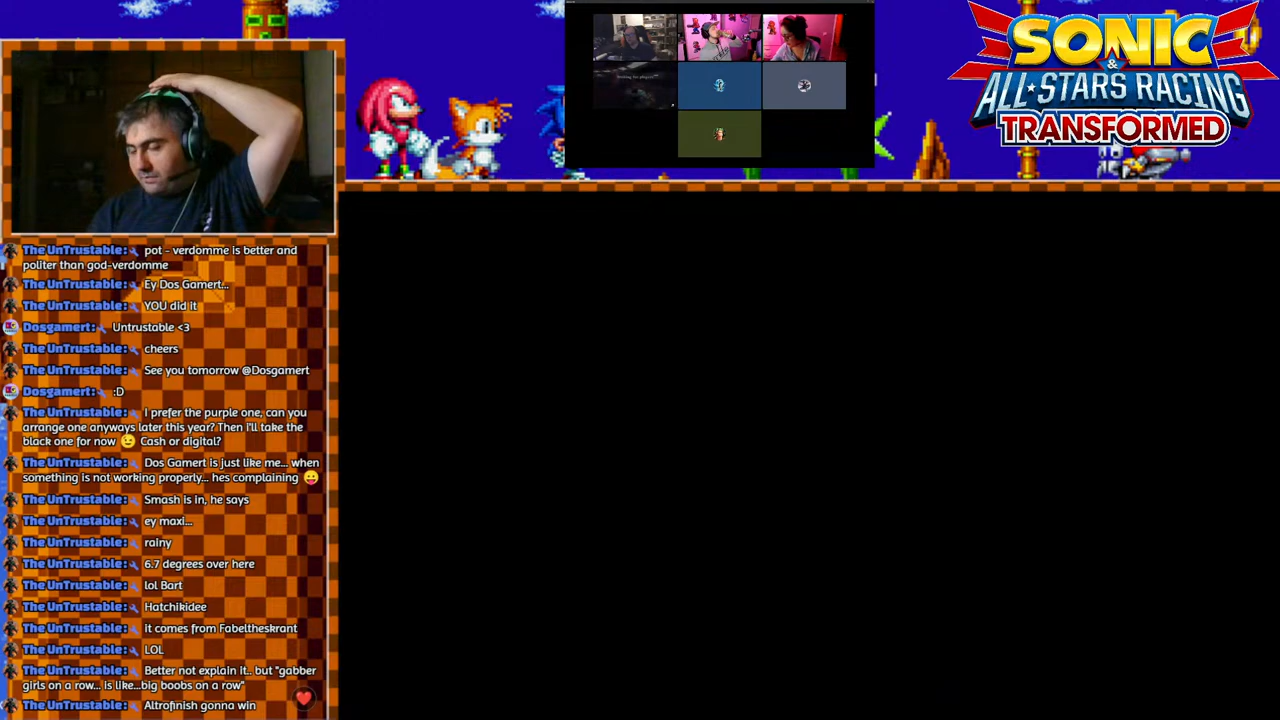 SONIC
&
ALL★STARS RACING
TRANSFORMED
The UnTrustable: pot - verdomme is better and
politer than god-verdomme
The UnTrustable: Ey Dos Gamert...
The UnTrustable: YOU did it
Dosgamert: Untrustable <3
The UnTrustable: cheers
The UnTrustable: See you tomorrow @Dosgamert
Dosgamert: :D
The UnTrustable: I prefer the purple one, can you
arrange one anyways later this year? Then i'll take the
black one for now 😉 Cash or digital?
The UnTrustable: Dos Gamert is just like me... when
something is not working properly... hes complaining 😛
The UnTrustable: Smash is in, he says
The UnTrustable: ey maxi...
The UnTrustable: rainy
The UnTrustable: 6.7 degrees over here
The UnTrustable: lol Bart
The UnTrustable: Hatchikidee
The UnTrustable: it comes from Fabeltheskrant
The UnTrustable: LOL
The UnTrustable: Better not explain it.. but "gabber
girls on a row... is like...big boobs on a row"
The UnTrustable: Altrofinish gonna win